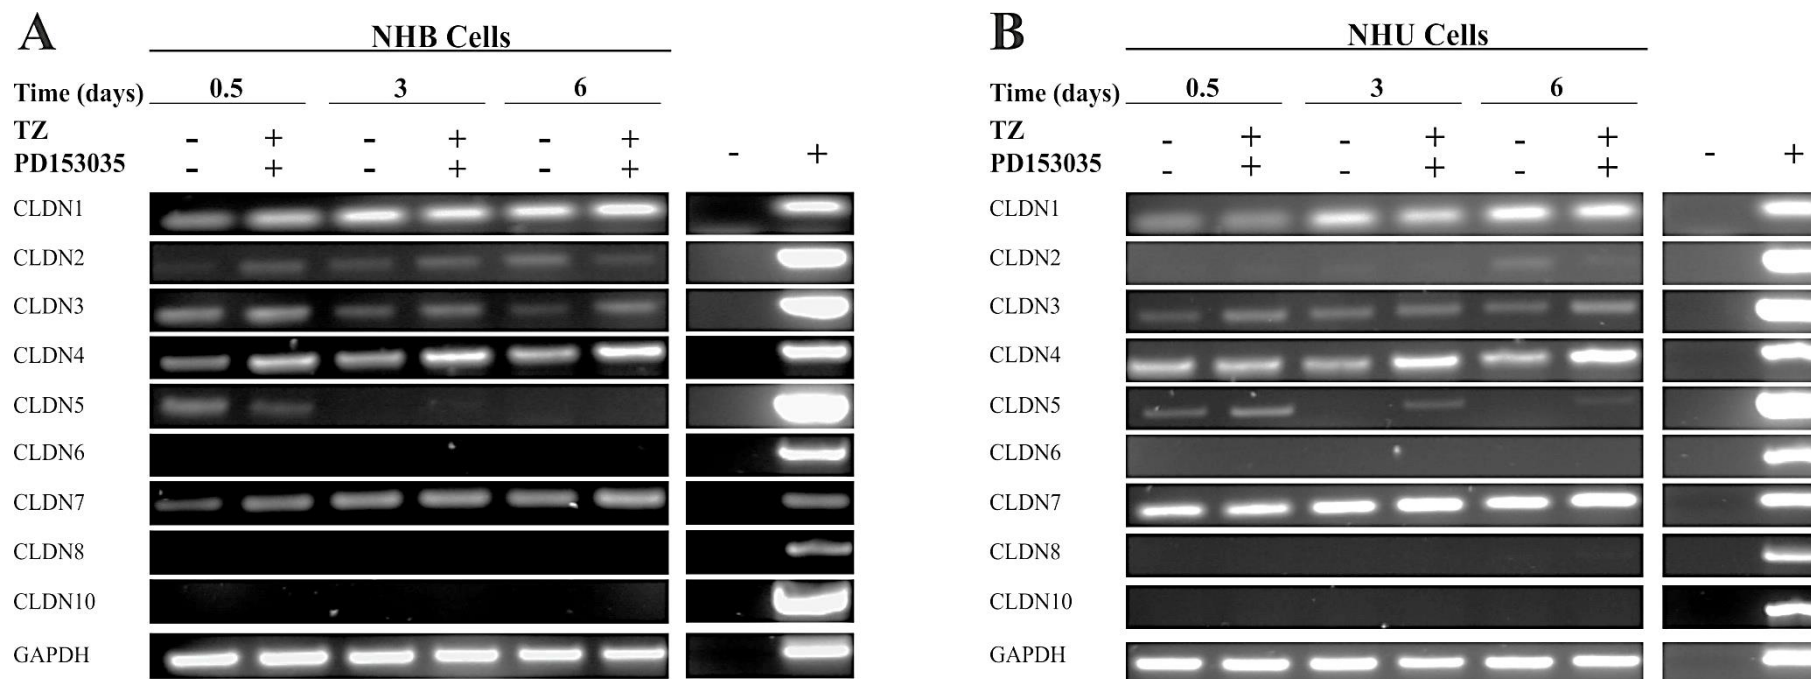 A
NHB Cells
Time (days) 0.5 3 6
TZ - + - + - +
PD153035 - + - + - +
- +
CLDN1
CLDN2
CLDN3
CLDN4
CLDN5
CLDN6
CLDN7
CLDN8
CLDN10
GAPDH
B
NHU Cells
Time (days) 0.5 3 6
TZ - + - + - +
PD153035 - + - + - +
- +
CLDN1
CLDN2
CLDN3
CLDN4
CLDN5
CLDN6
CLDN7
CLDN8
CLDN10
GAPDH